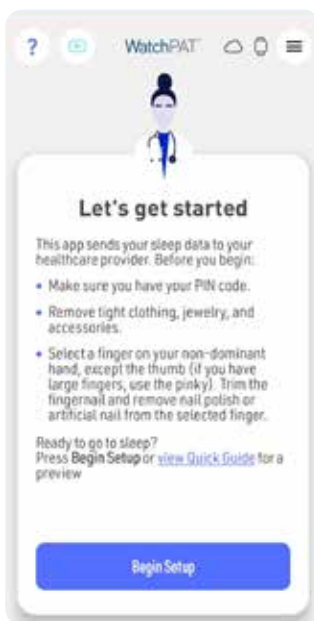 ?
WatchPAT™
Let's get started
This app sends your sleep data to your
healthcare provider. Before you begin:
• Make sure you have your PIN code.
• Remove tight clothing, jewelry, and
accessories.
• Select a finger on your non-dominant
hand, except the thumb (if you have
large fingers, use the pinky). Trim the
fingernail and remove nail polish or
artificial nail from the selected finger.
Ready to go to sleep?
Press Begin Setup or view Quick Guide for a
preview
Begin Setup